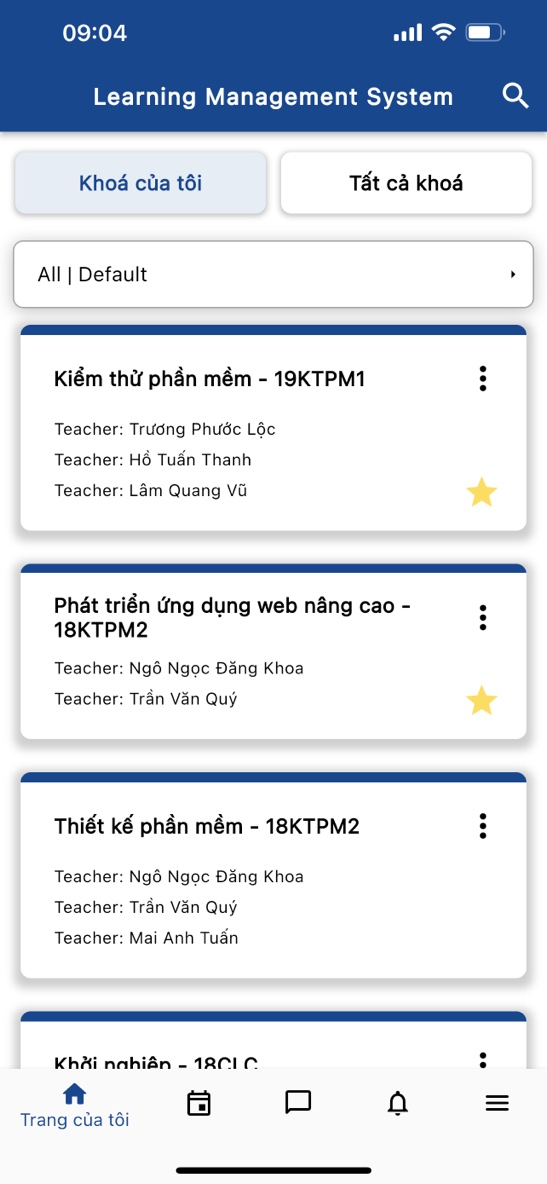 09:04
Learning Management System
Khoá của tôi
Tất cả khoá
All | Default
Kiểm thử phần mềm - 19KTPM1
Teacher: Trương Phước Lộc
Teacher: Hồ Tuấn Thanh
Teacher: Lâm Quang Vũ
Phát triển ứng dụng web nâng cao -
18KTPM2
Teacher: Ngô Ngọc Đăng Khoa
Teacher: Trần Văn Quý
Thiết kế phần mềm - 18KTPM2
Teacher: Ngô Ngọc Đăng Khoa
Teacher: Trần Văn Quý
Teacher: Mai Anh Tuấn
Khởi nghiệp - 18CLC
Trang của tôi